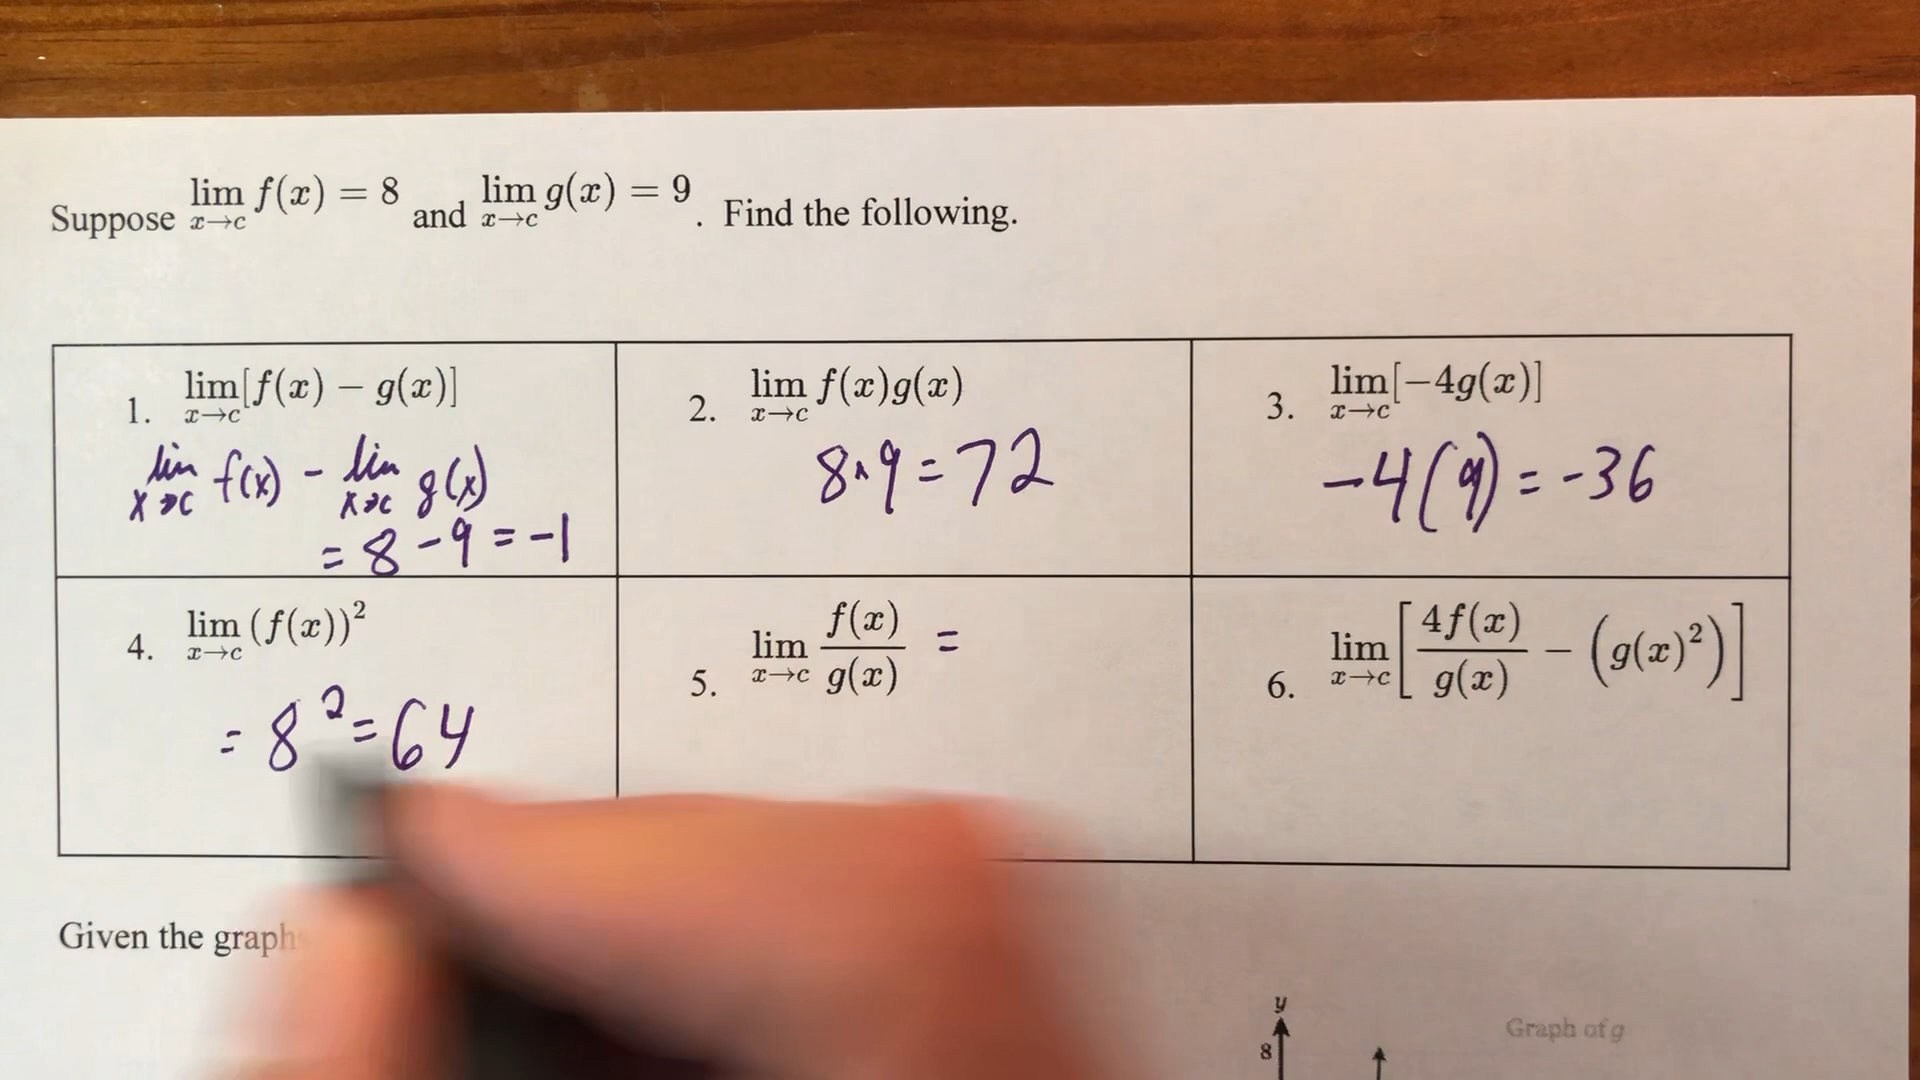 Suppose lim x→c f(x) = 8 and lim x→c g(x) = 9. Find the following.
1. lim x→c [f(x) − g(x)]
lim x→c f(x) - lim x→c g(x)
= 8 - 9 = -1
2. lim x→c f(x)g(x)
8·9 = 72
3. lim x→c [−4g(x)]
-4(9) = -36
4. lim x→c (f(x))²
= 8² = 64
5. lim x→c f(x)/g(x) =
6. lim x→c [4f(x)/g(x) − (g(x)²)]
Given the graphs
y
8
Graph of g